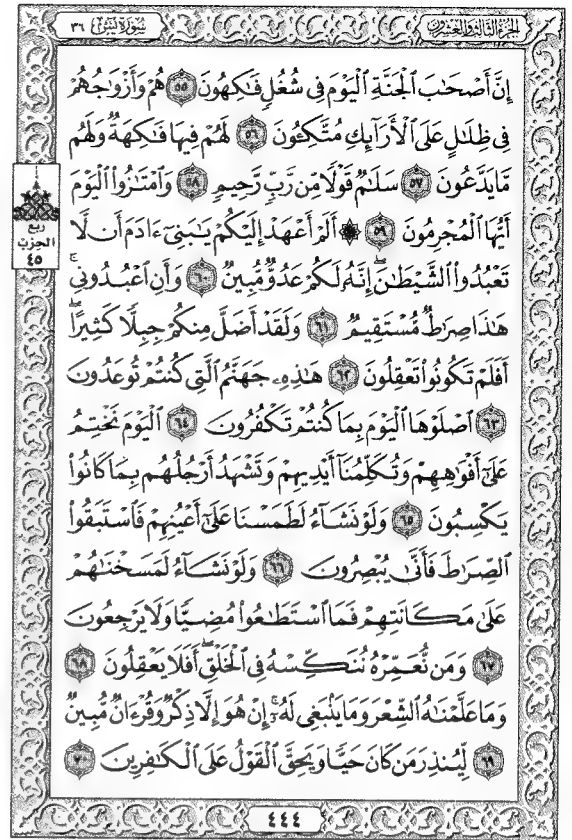 الجزء الثالث والعشرون
سورة يس ٣٦
إِنَّ أَصْحَٰبَ ٱلْجَنَّةِ ٱلْيَوْمَ فِى شُغُلٍ فَٰكِهُونَ ٥٥ هُمْ وَأَزْوَٰجُهُمْ
فِى ظِلَٰلٍ عَلَى ٱلْأَرَآئِكِ مُتَّكِـُٔونَ ٥٦ لَهُمْ فِيهَا فَٰكِهَةٌ وَلَهُم
مَّا يَدَّعُونَ ٥٧ سَلَٰمٌ قَوْلًا مِّن رَّبٍّ رَّحِيمٍ ٥٨ وَٱمْتَٰزُوا۟ ٱلْيَوْمَ
أَيُّهَا ٱلْمُجْرِمُونَ ٥٩ ۞ أَلَمْ أَعْهَدْ إِلَيْكُمْ يَٰبَنِىٓ ءَادَمَ أَن لَّا
تَعْبُدُوا۟ ٱلشَّيْطَٰنَ ۖ إِنَّهُۥ لَكُمْ عَدُوٌّ مُّبِينٌ ٦٠ وَأَنِ ٱعْبُدُونِى ۚ
هَٰذَا صِرَٰطٌ مُّسْتَقِيمٌ ٦١ وَلَقَدْ أَضَلَّ مِنكُمْ جِبِلًّا كَثِيرًا ۖ
أَفَلَمْ تَكُونُوا۟ تَعْقِلُونَ ٦٢ هَٰذِهِۦ جَهَنَّمُ ٱلَّتِى كُنتُمْ تُوعَدُونَ
٦٣ ٱصْلَوْهَا ٱلْيَوْمَ بِمَا كُنتُمْ تَكْفُرُونَ ٦٤ ٱلْيَوْمَ نَخْتِمُ
عَلَىٰٓ أَفْوَٰهِهِمْ وَتُكَلِّمُنَآ أَيْدِيهِمْ وَتَشْهَدُ أَرْجُلُهُم بِمَا كَانُوا۟
يَكْسِبُونَ ٦٥ وَلَوْ نَشَآءُ لَطَمَسْنَا عَلَىٰٓ أَعْيُنِهِمْ فَٱسْتَبَقُوا۟
ٱلصِّرَٰطَ فَأَنَّىٰ يُبْصِرُونَ ٦٦ وَلَوْ نَشَآءُ لَمَسَخْنَٰهُمْ
عَلَىٰ مَكَانَتِهِمْ فَمَا ٱسْتَطَٰعُوا۟ مُضِيًّا وَلَا يَرْجِعُونَ
٦٧ وَمَن نُّعَمِّرْهُ نُنَكِّسْهُ فِى ٱلْخَلْقِ ۖ أَفَلَا يَعْقِلُونَ ٦٨
وَمَا عَلَّمْنَٰهُ ٱلشِّعْرَ وَمَا يَنۢبَغِى لَهُۥٓ ۚ إِنْ هُوَ إِلَّا ذِكْرٌ وَقُرْءَانٌ مُّبِينٌ
٦٩ لِّيُنذِرَ مَن كَانَ حَيًّا وَيَحِقَّ ٱلْقَوْلُ عَلَى ٱلْكَٰفِرِينَ ٧٠
ربع
الحزب
٤٥
٤٤٤